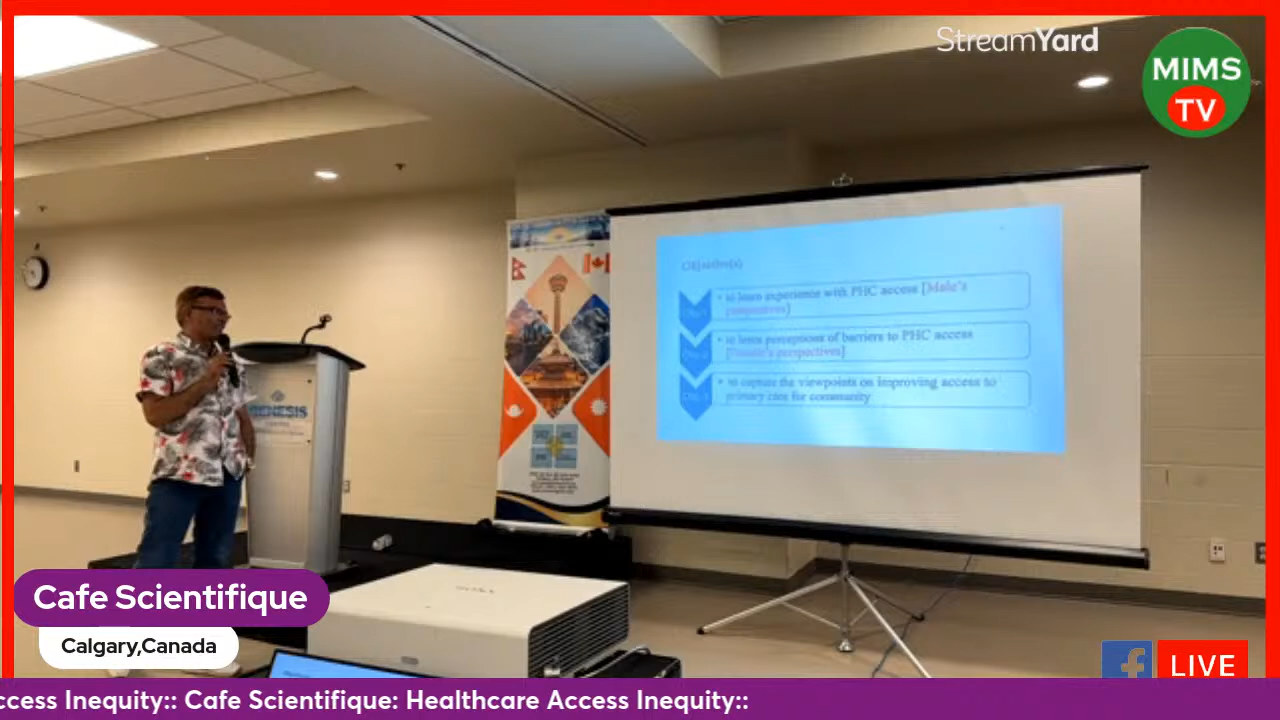 StreamYard
MIMS
TV
Objective(s)
• to learn experience with PHC access [Male's
perspectives]
• to learn perceptions of barriers to PHC access
[Female's perspectives]
• to capture the viewpoints on improving access to
primary care for community
GENESIS
CENTRE
SONY
Cafe Scientifique
Calgary,Canada
LIVE
ccess Inequity:: Cafe Scientifique: Healthcare Access Inequity::